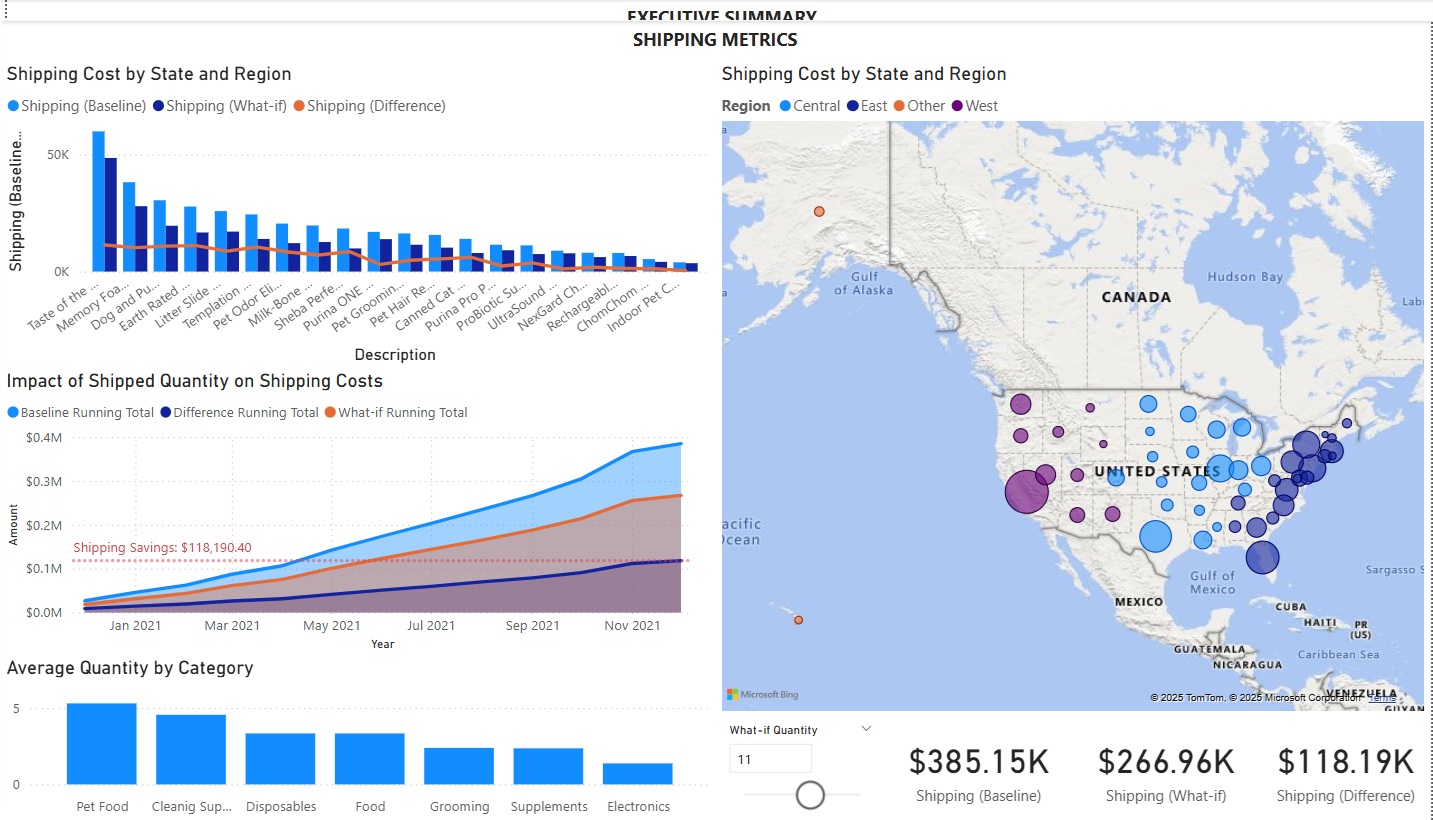 EXECUTIVE SUMMARY
SHIPPING METRICS
Shipping Cost by State and Region
Shipping (Baseline) Shipping (What-if) Shipping (Difference)
Shipping (Baseline...
50K
0K
Taste of the ...
Memory Foa...
Dog and Pu...
Earth Rated ...
Litter Slide ...
Templation ...
Pet Odor Eli...
Milk-Bone ...
Sheba Perfe...
Purina ONE ...
Pet Groomin...
Pet Hair Re...
Canned Cat ...
Purina Pro P...
ProBiotic Su...
UltraSound ...
NexGard Ch...
Rechargeabl...
ChomChom ...
Indoor Pet C...
Description
Impact of Shipped Quantity on Shipping Costs
Baseline Running Total Difference Running Total What-if Running Total
Amount
$0.4M
$0.3M
$0.2M
Shipping Savings: $118,190.40
$0.1M
$0.0M
Jan 2021 Mar 2021 May 2021 Jul 2021 Sep 2021 Nov 2021
Year
Average Quantity by Category
5
0
Pet Food Cleanig Sup... Disposables Food Grooming Supplements Electronics
Shipping Cost by State and Region
Region Central East Other West
Gulf
of Alaska
Hudson Bay
CANADA
Lab
UNITED STATES
acific
Ocean
Gulf of
Mexico
Sargasso S
MEXICO
CUBA
HAITI
PR
(US)
GUATEMALA
Caribbean Sea
NICARAGUA
VENEZUELA
GUYAN
Microsoft Bing
© 2025 TomTom, © 2025 Microsoft Corporation Terms
What-if Quantity
11
$385.15K
Shipping (Baseline)
$266.96K
Shipping (What-if)
$118.19K
Shipping (Difference)